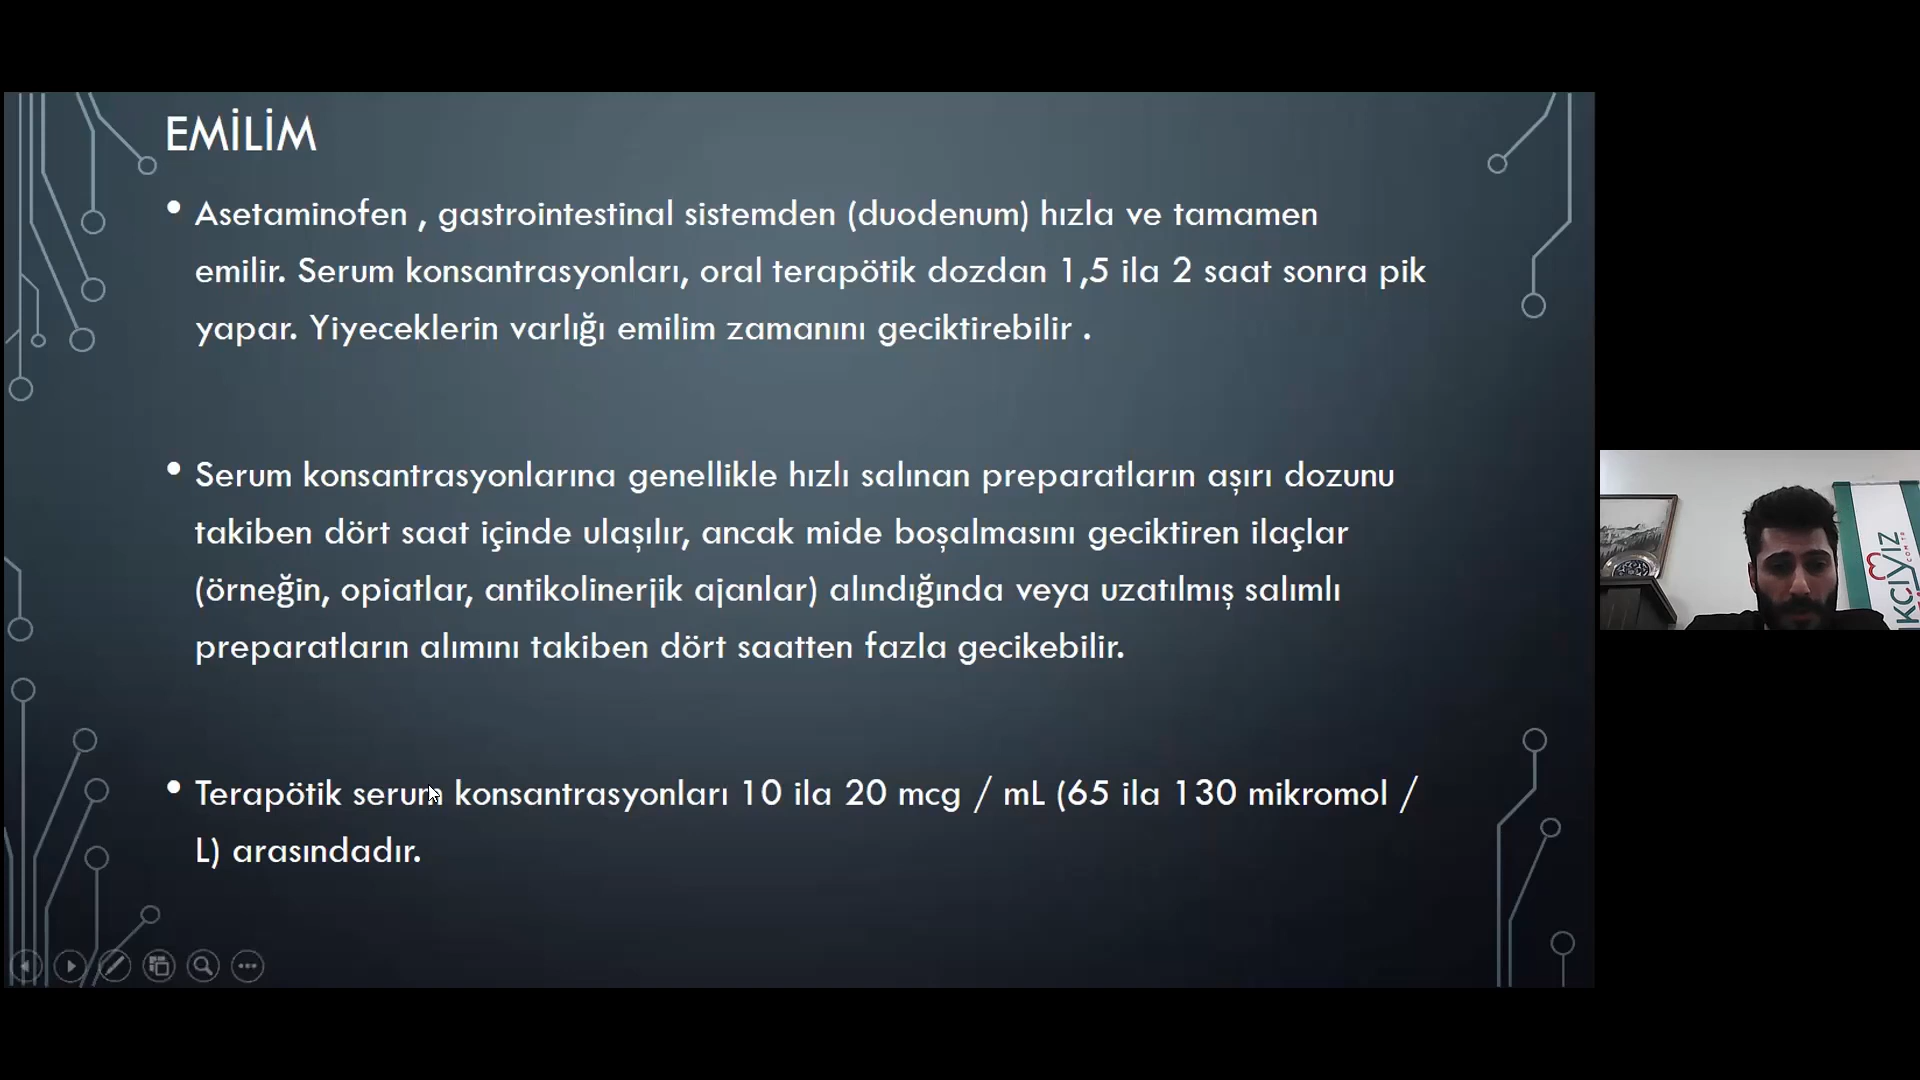 EMİLİM
• Asetaminofen , gastrointestinal sistemden (duodenum) hızla ve tamamen
emilir. Serum konsantrasyonları, oral terapötik dozdan 1,5 ila 2 saat sonra pik
yapar. Yiyeceklerin varlığı emilim zamanını geciktirebilir .
• Serum konsantrasyonlarına genellikle hızlı salınan preparatların aşırı dozunu
takiben dört saat içinde ulaşılır, ancak mide boşalmasını geciktiren ilaçlar
(örneğin, opiatlar, antikolinerjik ajanlar) alındığında veya uzatılmış salımlı
preparatların alımını takiben dört saatten fazla gecikebilir.
• Terapötik serum konsantrasyonları 10 ila 20 mcg / mL (65 ila 130 mikromol /
L) arasındadır.